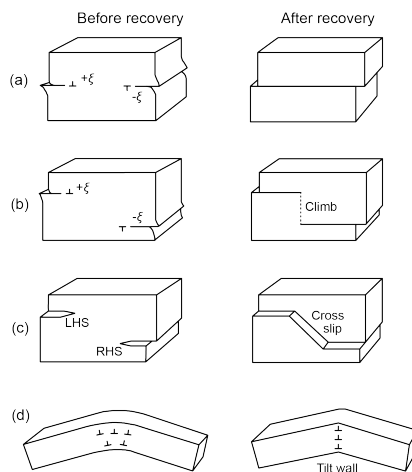 Before recovery After recovery
(a) +ξ
-ξ
(b) +ξ
-ξ
Climb
(c) LHS
RHS
Cross
slip
(d)
Tilt wall